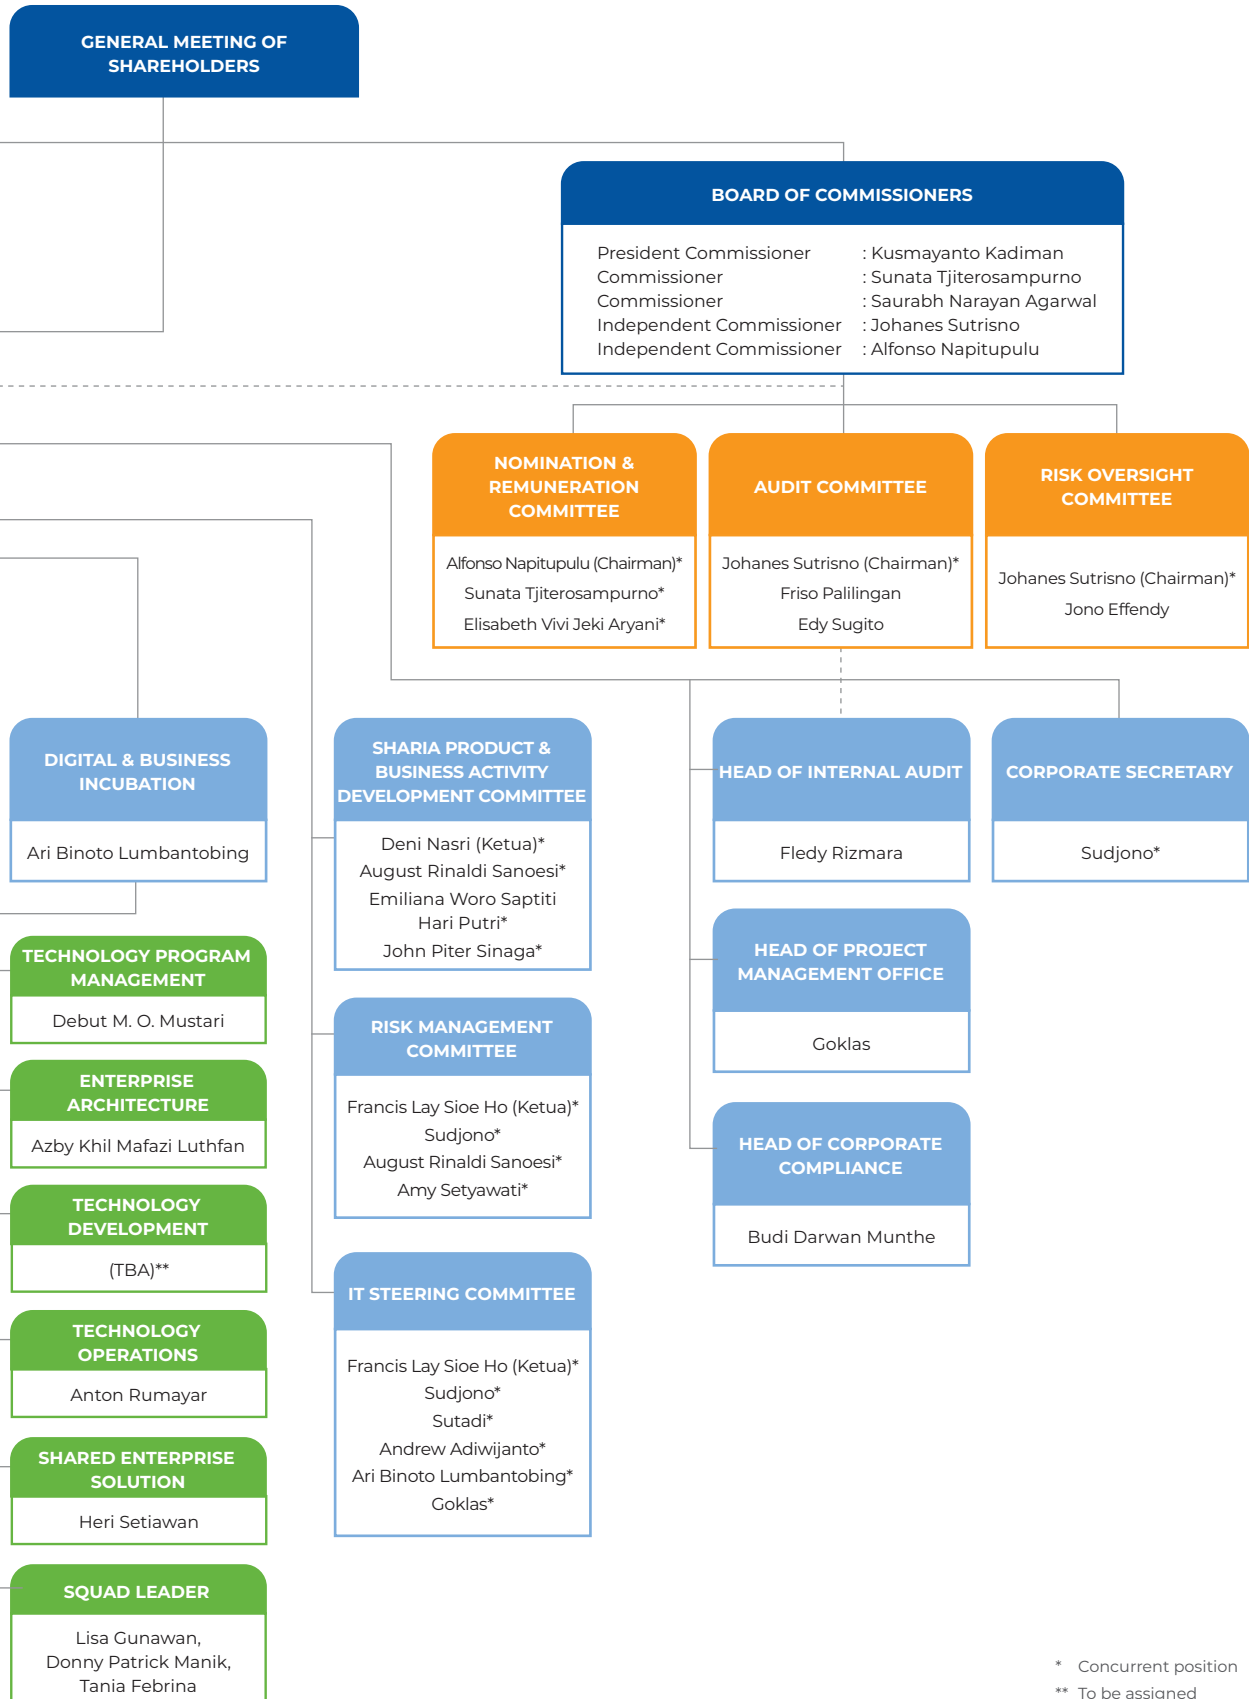 GENERAL MEETING OF
SHAREHOLDERS
BOARD OF COMMISSIONERS
President Commissioner : Kusmayanto Kadiman
Commissioner : Sunata Tjiterosampurno
Commissioner : Saurabh Narayan Agarwal
Independent Commissioner : Johanes Sutrisno
Independent Commissioner : Alfonso Napitupulu
NOMINATION &
REMUNERATION
COMMITTEE
Alfonso Napitupulu (Chairman)*
Sunata Tjiterosampurno*
Elisabeth Vivi Jeki Aryani*
AUDIT COMMITTEE
Johanes Sutrisno (Chairman)*
Friso Palilingan
Edy Sugito
RISK OVERSIGHT
COMMITTEE
Johanes Sutrisno (Chairman)*
Jono Effendy
DIGITAL & BUSINESS
INCUBATION
Ari Binoto Lumbantobing
SHARIA PRODUCT &
BUSINESS ACTIVITY
DEVELOPMENT COMMITTEE
Deni Nasri (Ketua)*
August Rinaldi Sanoesi*
Emiliana Woro Saptiti
Hari Putri*
John Piter Sinaga*
HEAD OF INTERNAL AUDIT
Fledy Rizmara
CORPORATE SECRETARY
Sudjono*
TECHNOLOGY PROGRAM
MANAGEMENT
Debut M. O. Mustari
HEAD OF PROJECT
MANAGEMENT OFFICE
Goklas
RISK MANAGEMENT
COMMITTEE
Francis Lay Sioe Ho (Ketua)*
Sudjono*
August Rinaldi Sanoesi*
Amy Setyawati*
ENTERPRISE
ARCHITECTURE
Azby Khil Mafazi Luthfan
HEAD OF CORPORATE
COMPLIANCE
Budi Darwan Munthe
TECHNOLOGY
DEVELOPMENT
(TBA)**
IT STEERING COMMITTEE
Francis Lay Sioe Ho (Ketua)*
Sudjono*
Sutadi*
Andrew Adiwijanto*
Ari Binoto Lumbantobing*
Goklas*
TECHNOLOGY
OPERATIONS
Anton Rumayar
SHARED ENTERPRISE
SOLUTION
Heri Setiawan
SQUAD LEADER
Lisa Gunawan,
Donny Patrick Manik,
Tania Febrina
* Concurrent position
** To be assigned